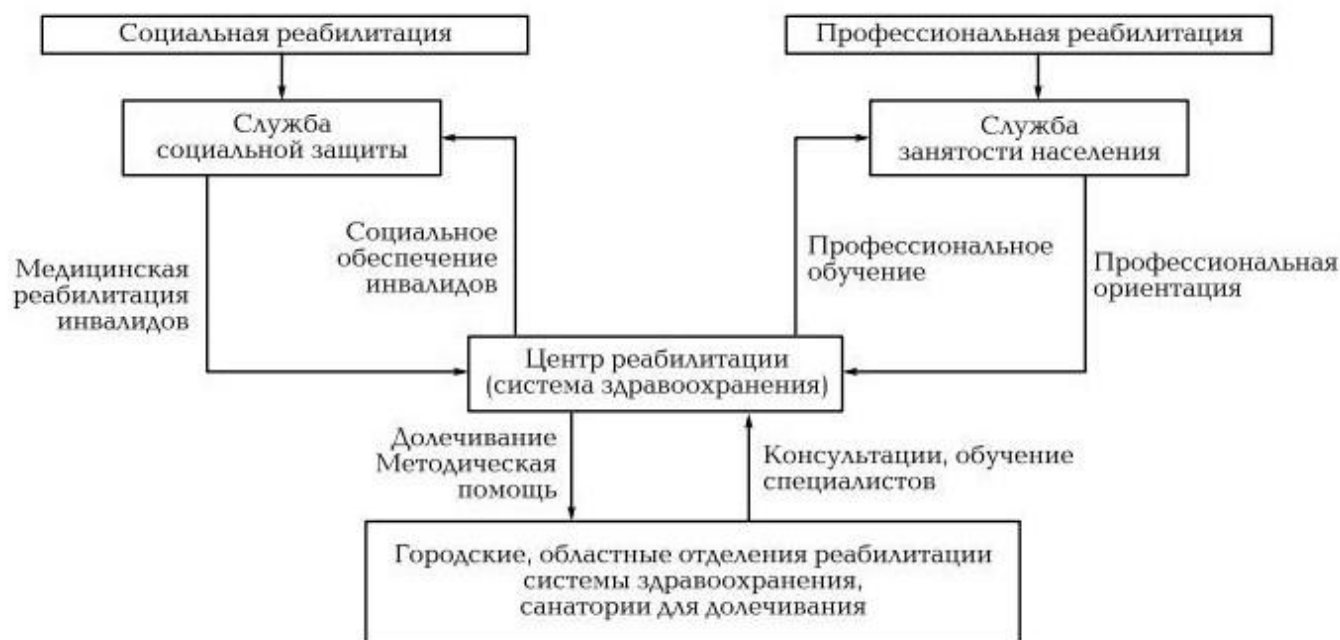 Социальная реабилитация
Профессиональная реабилитация
Служба
социальной защиты
Служба
занятости населения
Медицинская
реабилитация
инвалидов
Социальное
обеспечение
инвалидов
Профессиональное
обучение
Профессиональная
ориентация
Центр реабилитации
(система здравоохранения)
Долечивание
Методическая
помощь
Консультации, обучение
специалистов
Городские, областные отделения реабилитации
системы здравоохранения,
санатории для долечивания